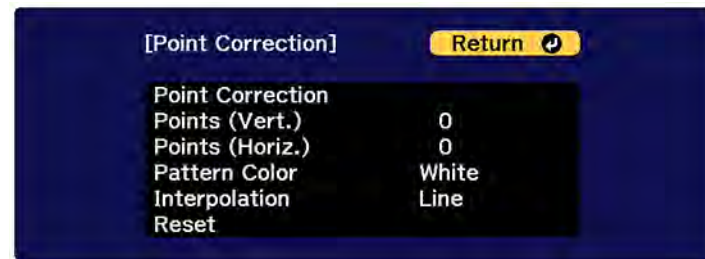 [Point Correction] Return
Point Correction
Points (Vert.) 0
Points (Horiz.) 0
Pattern Color White
Interpolation Line
Reset